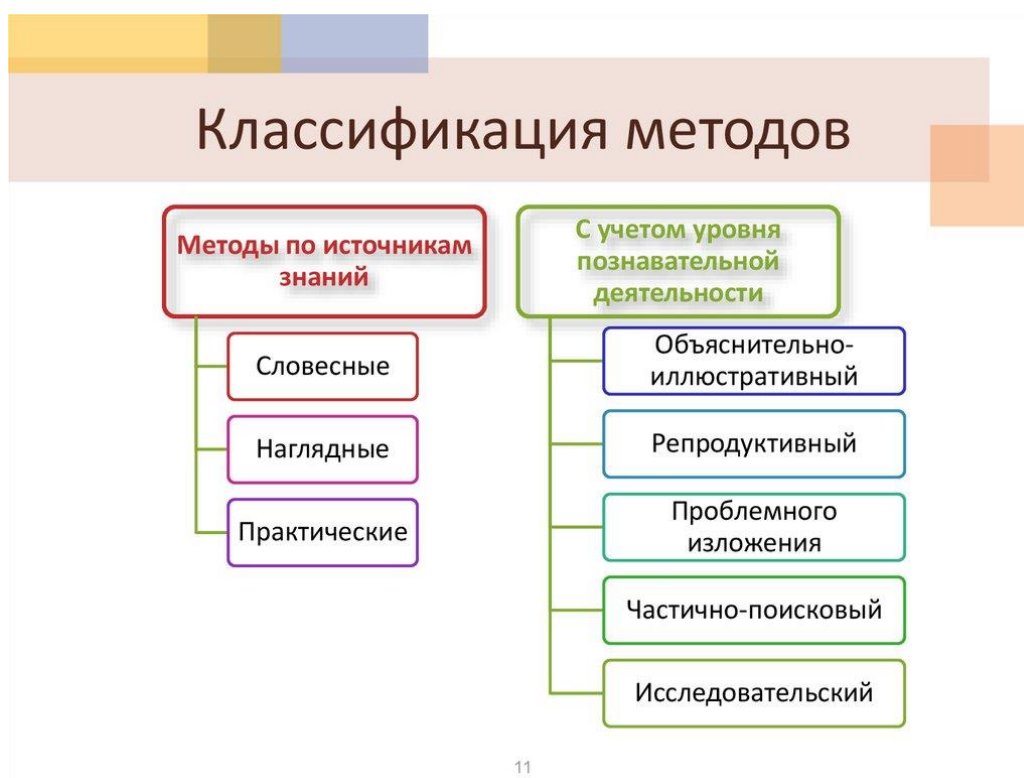 Классификация методов
Методы по источникам
знаний
Словесные
Наглядные
Практические
С учетом уровня
познавательной
деятельности
Объяснительно-
иллюстративный
Репродуктивный
Проблемного
изложения
Частично-поисковый
Исследовательский
11